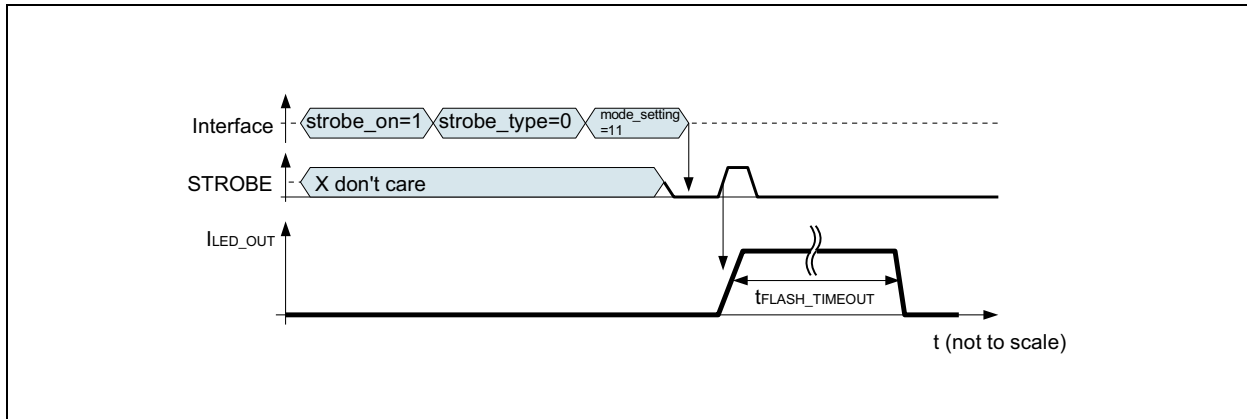 Interface
strobe_on=1
strobe_type=0
mode_setting
=11
STROBE
X don't care
ILED_OUT
tFLASH_TIMEOUT
t (not to scale)